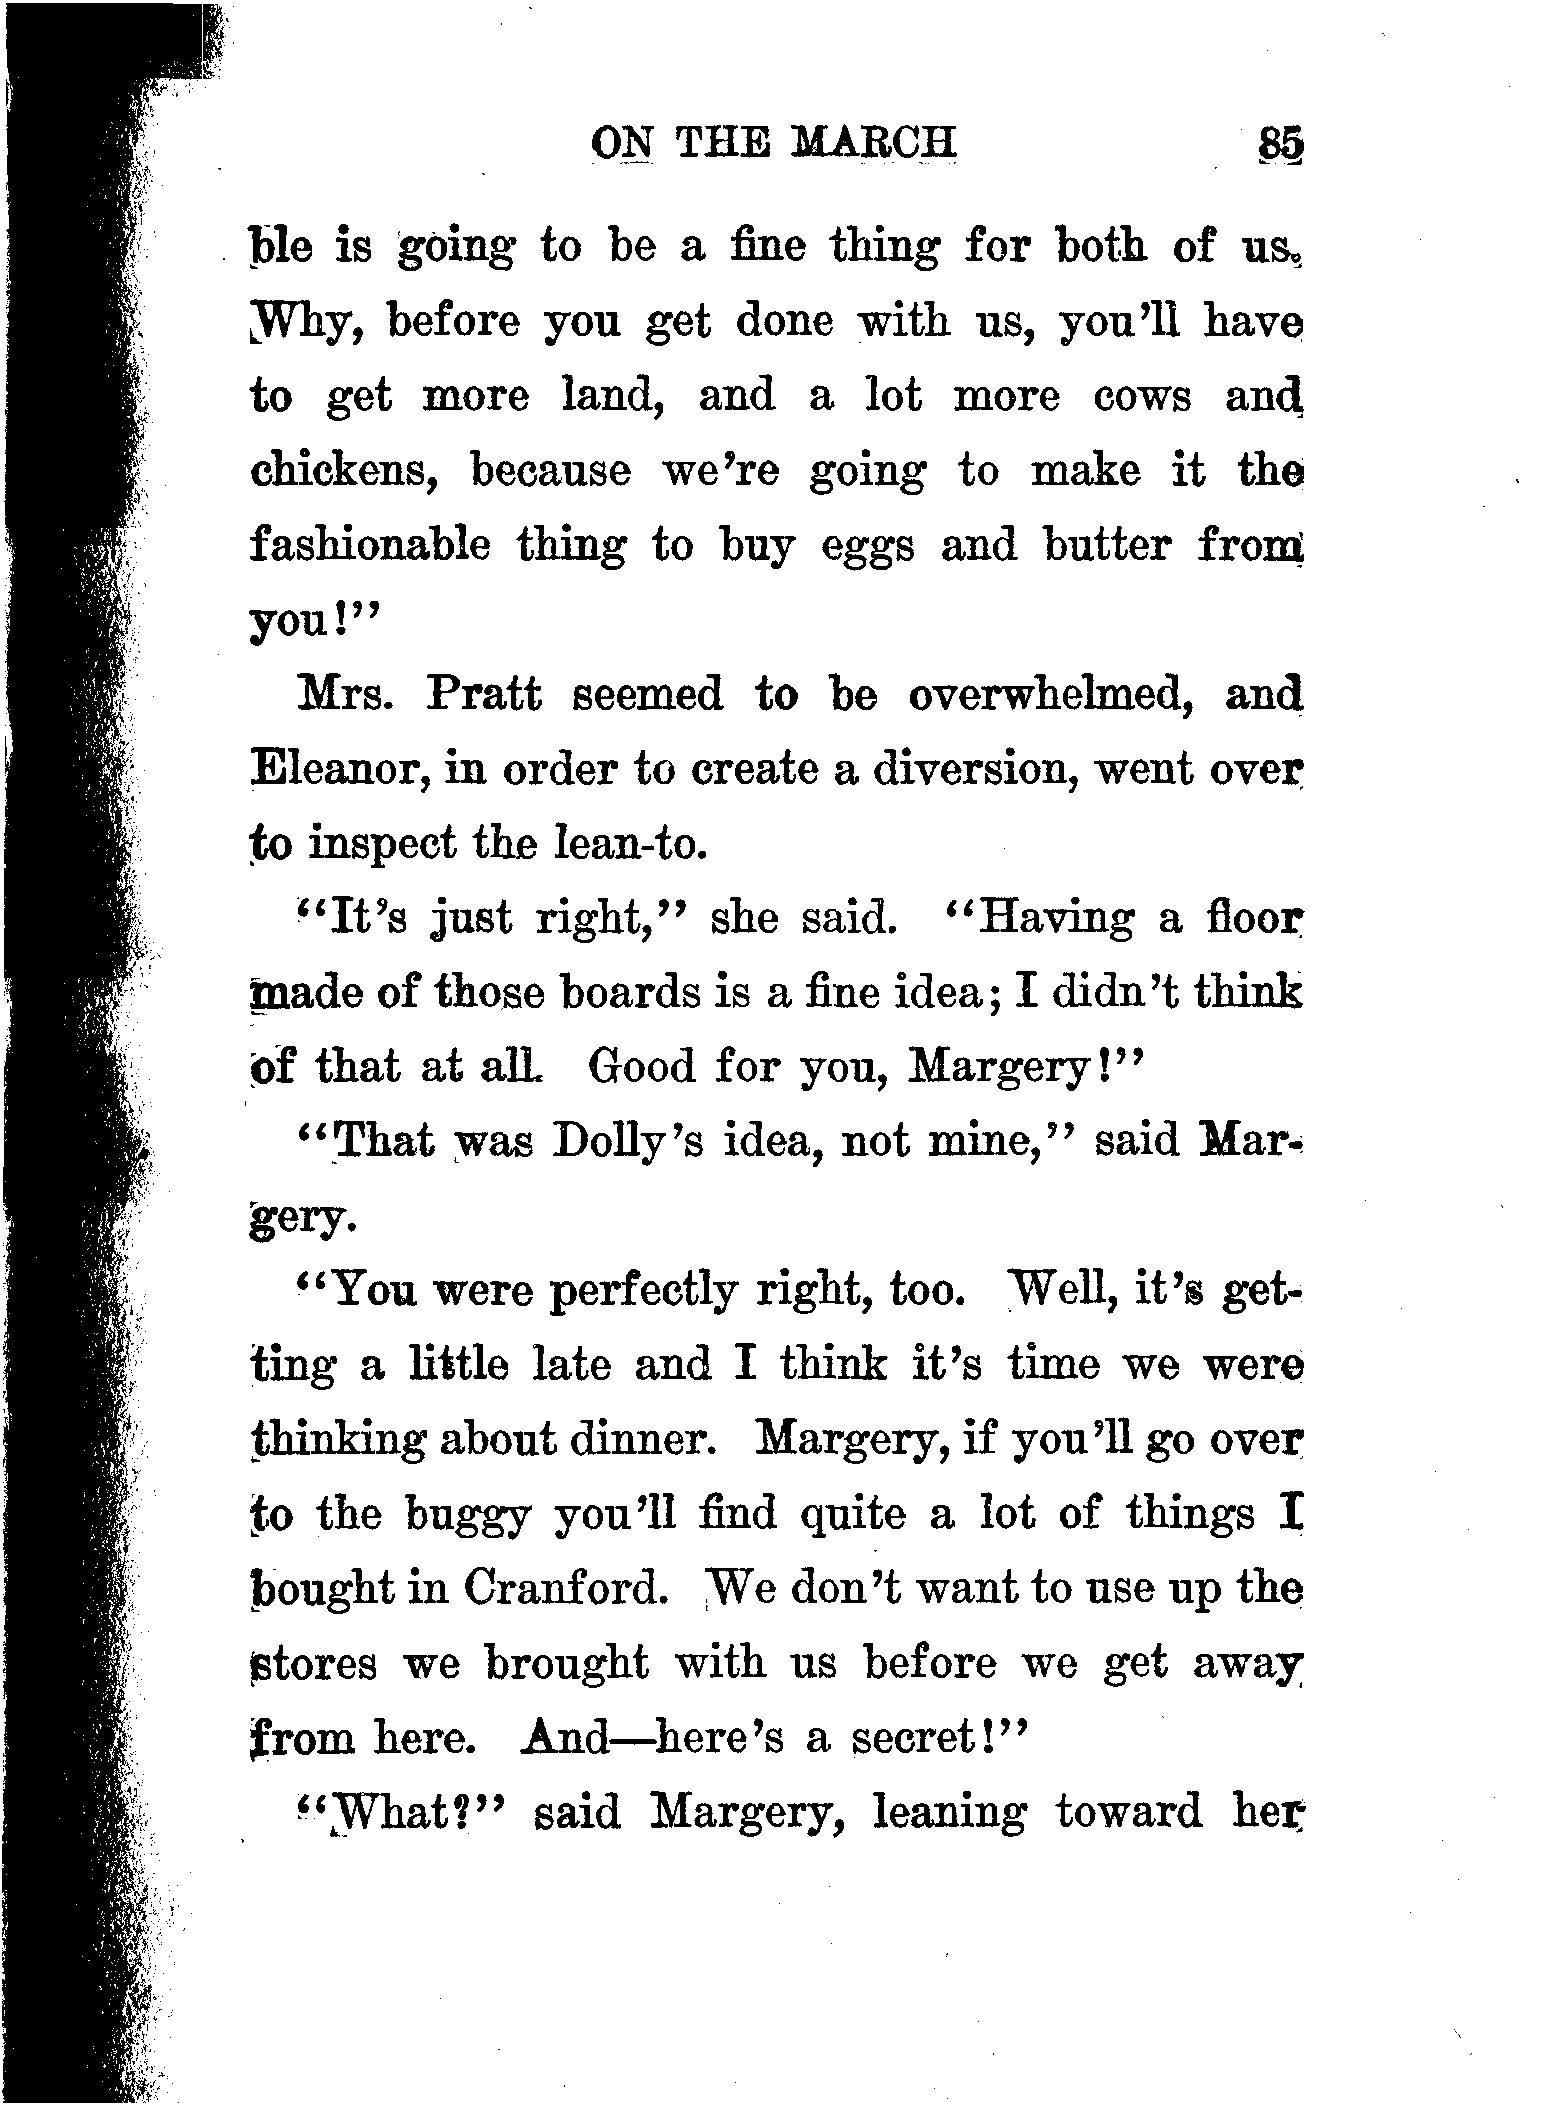 ON THE MARCH 85
ble is going to be a fine thing for both of us.
Why, before you get done with us, you'll have
to get more land, and a lot more cows and
chickens, because we're going to make it the
fashionable thing to buy eggs and butter from
you!"
Mrs. Pratt seemed to be overwhelmed, and
Eleanor, in order to create a diversion, went over
to inspect the lean-to.
"It's just right," she said. "Having a floor
made of those boards is a fine idea; I didn't think
of that at all. Good for you, Margery!"
"That was Dolly's idea, not mine," said Mar-
gery.
"You were perfectly right, too. Well, it's get-
ting a little late and I think it's time we were
thinking about dinner. Margery, if you'll go over
to the buggy you'll find quite a lot of things I
bought in Cranford. We don't want to use up the
stores we brought with us before we get away
from here. And—here's a secret!"
"What?" said Margery, leaning toward her